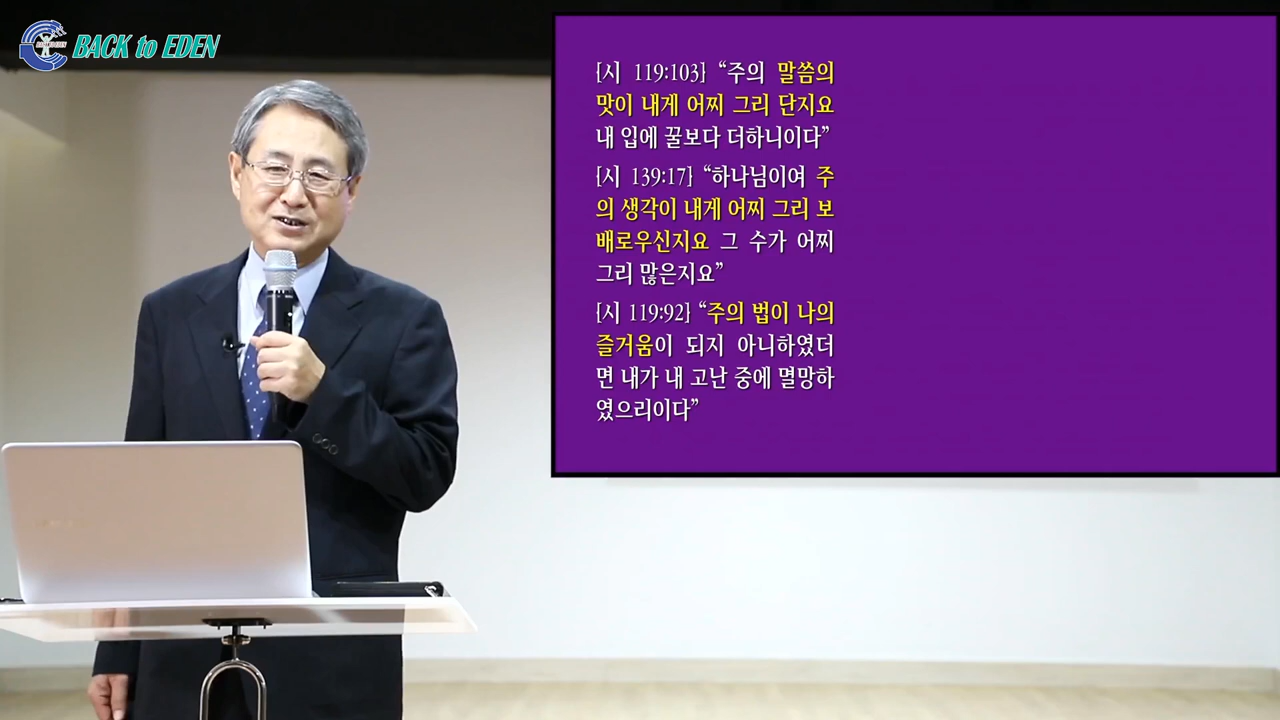 BACK to EDEN
{시 119:103} “주의 말씀의
맛이 내게 어찌 그리 단지요
내 입에 꿀보다 더하니이다”
{시 139:17} “하나님이여 주
의 생각이 내게 어찌 그리 보
배로우신지요 그 수가 어찌
그리 많은지요”
{시 119:92} “주의 법이 나의
즐거움이 되지 아니하였더
면 내가 내 고난 중에 멸망하
였으리이다”